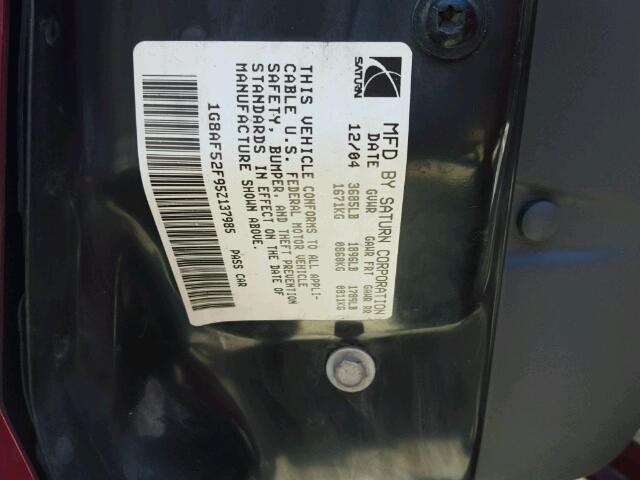 SATURN
MFD BY SATURN CORPORATION
DATE GVWR GAWR FRT GAWR RR
12/04 3685LB 1896LB 1789LB
1671KG 0860KG 0811KG
THIS VEHICLE CONFORMS TO ALL APPLI-
CABLE U.S. FEDERAL MOTOR VEHICLE
SAFETY, BUMPER, AND THEFT PREVENTION
STANDARDS IN EFFECT ON THE DATE OF
MANUFACTURE SHOWN ABOVE.
1G8AF52F95Z137985 PASS CAR